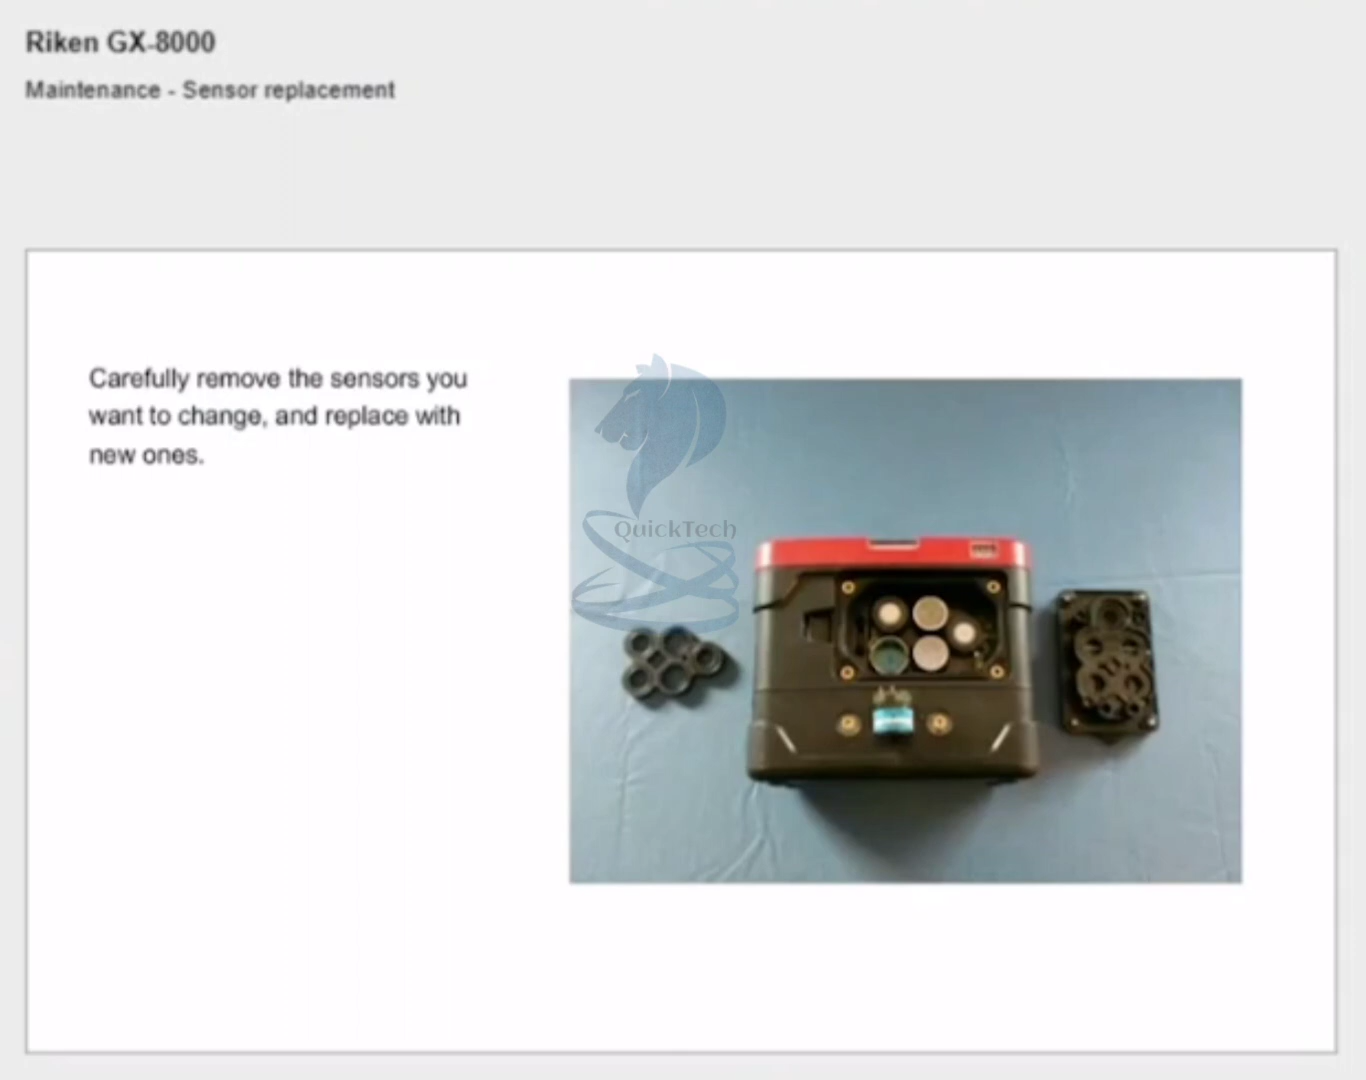 Riken GX-8000
Maintenance - Sensor replacement
Carefully remove the sensors you
want to change, and replace with
new ones.
QuickTech